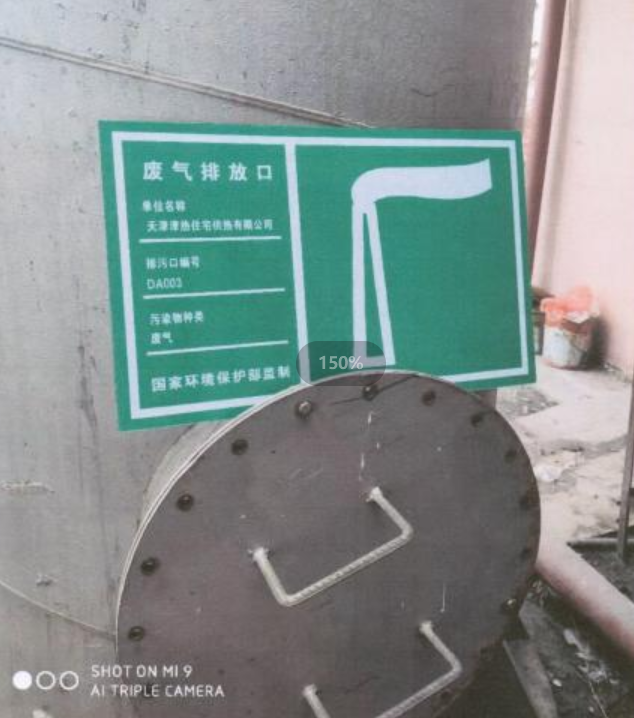 废气排放口
单位名称
天津津热住宅供热有限公司
排污口编号
DA003
污染物种类
废气
国家环境保护部监制
150%
SHOT ON MI 9
AI TRIPLE CAMERA